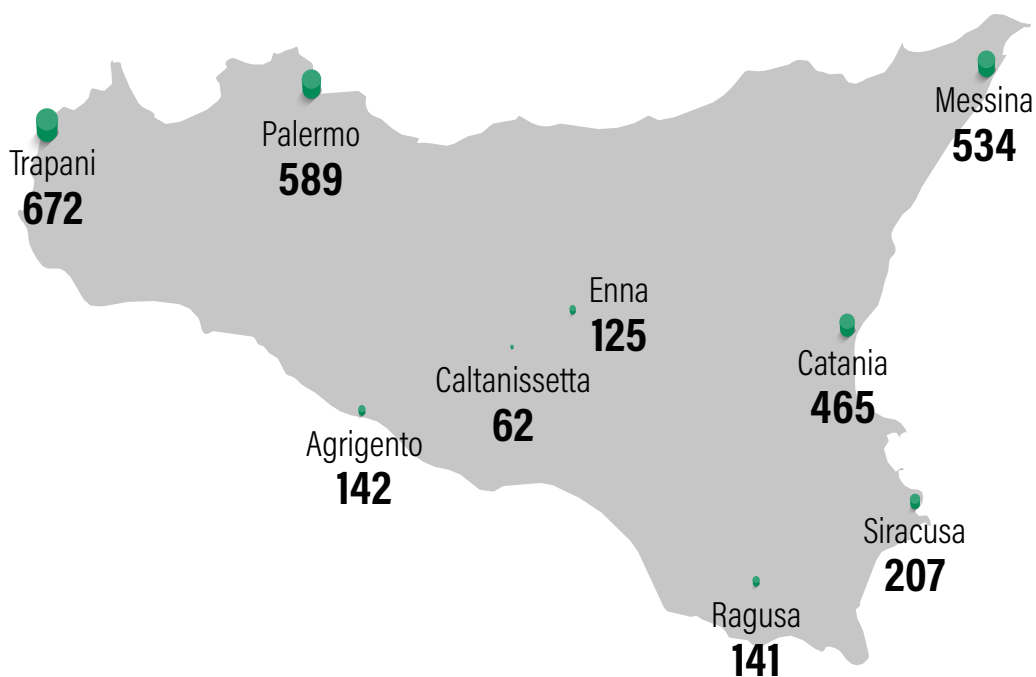 Messina
534
Palermo
589
Trapani
672
Enna
125
Catania
465
Caltanissetta
62
Agrigento
142
Siracusa
207
Ragusa
141